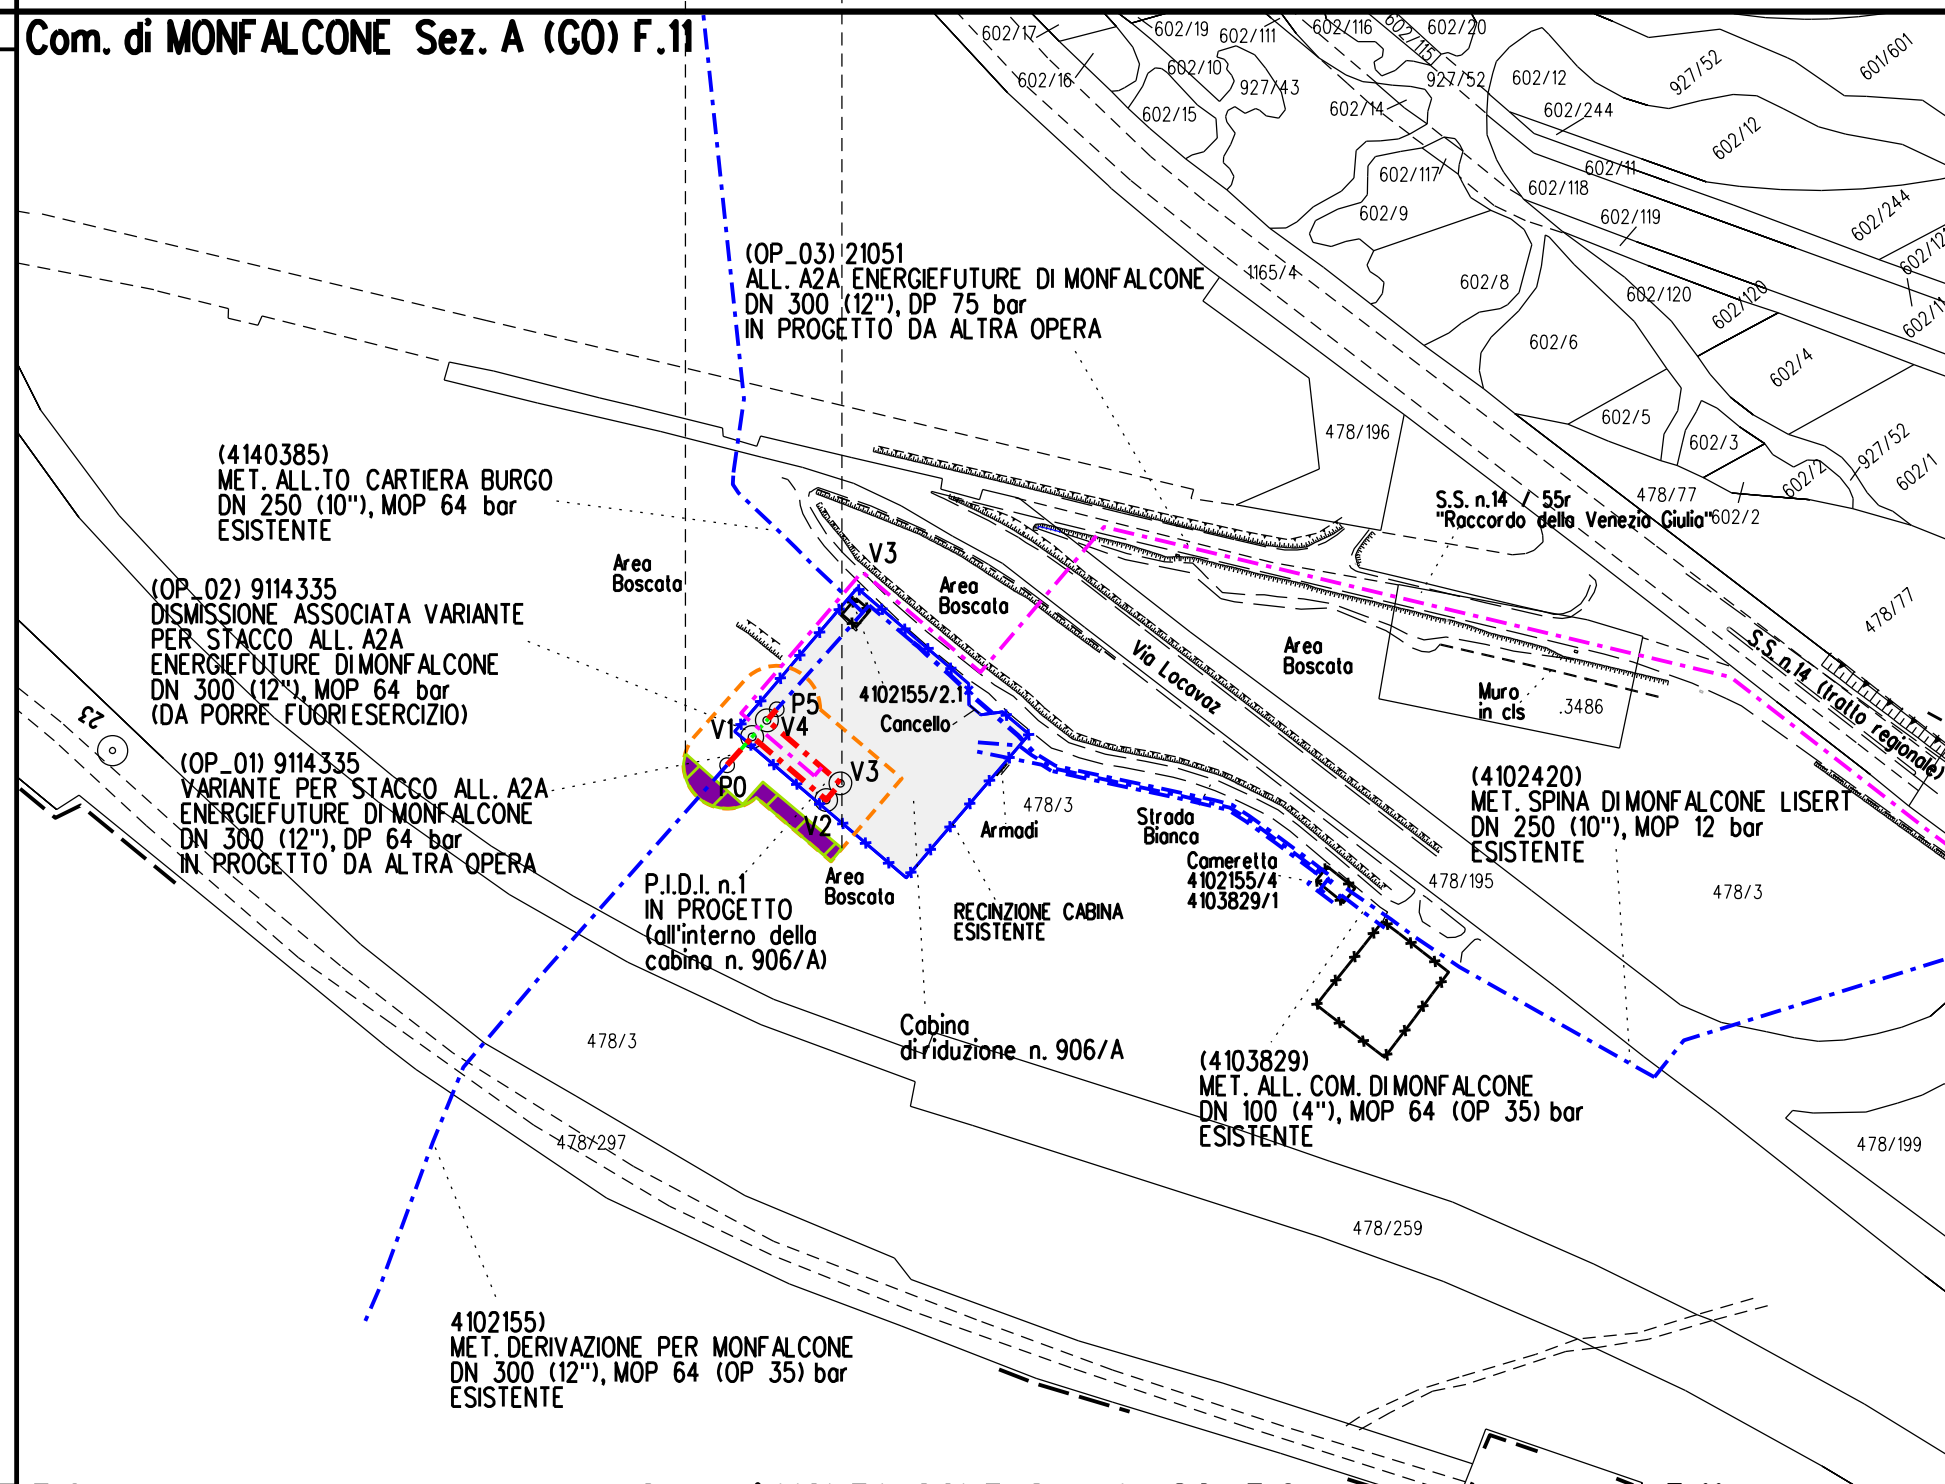 Com. di MONFALCONE Sez. A (GO) F.11
602/17
602/16
602/19
602/111
602/10
927/43
602/15
602/116
602/115
602/20
927/52
602/14
602/12
602/244
927/52
601/601
602/12
602/11
602/117
602/118
602/9
602/119
602/244
602/8
602/120
602/120
602/6
602/4
602/5
602/3
927/52
602/2
602/1
1165/4
478/196
478/77
602/2
478/77
(OP_03) 21051
ALL. A2A ENERGIEFUTURE DI MONFALCONE
DN 300 (12"), DP 75 bar
IN PROGETTO DA ALTRA OPERA
(4140385)
MET. ALL.TO CARTIERA BURGO
DN 250 (10"), MOP 64 bar
ESISTENTE
S.S. n.14 / 55r
"Raccordo della Venezia Giulia"
Area
Boscata
V3
Area
Boscata
(OP_02) 9114335
DISMISSIONE ASSOCIATA VARIANTE
PER STACCO ALL. A2A
ENERGIEFUTURE DI MONFALCONE
DN 300 (12"), MOP 64 bar
(DA PORRE FUORI ESERCIZIO)
Via Locavaz
Area
Boscata
Muro
in cls
.3486
S.S. n.14 (tratto regionale)
23
4102155/2.1
Cancello
P5
V4
V1
V3
P0
V2
(OP_01) 9114335
VARIANTE PER STACCO ALL. A2A
ENERGIEFUTURE DI MONFALCONE
DN 300 (12"), DP 64 bar
IN PROGETTO DA ALTRA OPERA
478/3
Armadi
Strada
Bianca
(4102420)
MET. SPINA DI MONFALCONE LISERT
DN 250 (10"), MOP 12 bar
ESISTENTE
Cameretta
4102155/4
4103829/1
478/195
478/3
P.I.D.I. n.1
IN PROGETTO
(all'interno della
cabina n. 906/A)
Area
Boscata
RECINZIONE CABINA
ESISTENTE
478/3
Cabina
di riduzione n. 906/A
(4103829)
MET. ALL. COM. DI MONFALCONE
DN 100 (4"), MOP 64 (OP 35) bar
ESISTENTE
478/297
478/199
478/259
4102155)
MET. DERIVAZIONE PER MONFALCONE
DN 300 (12"), MOP 64 (OP 35) bar
ESISTENTE